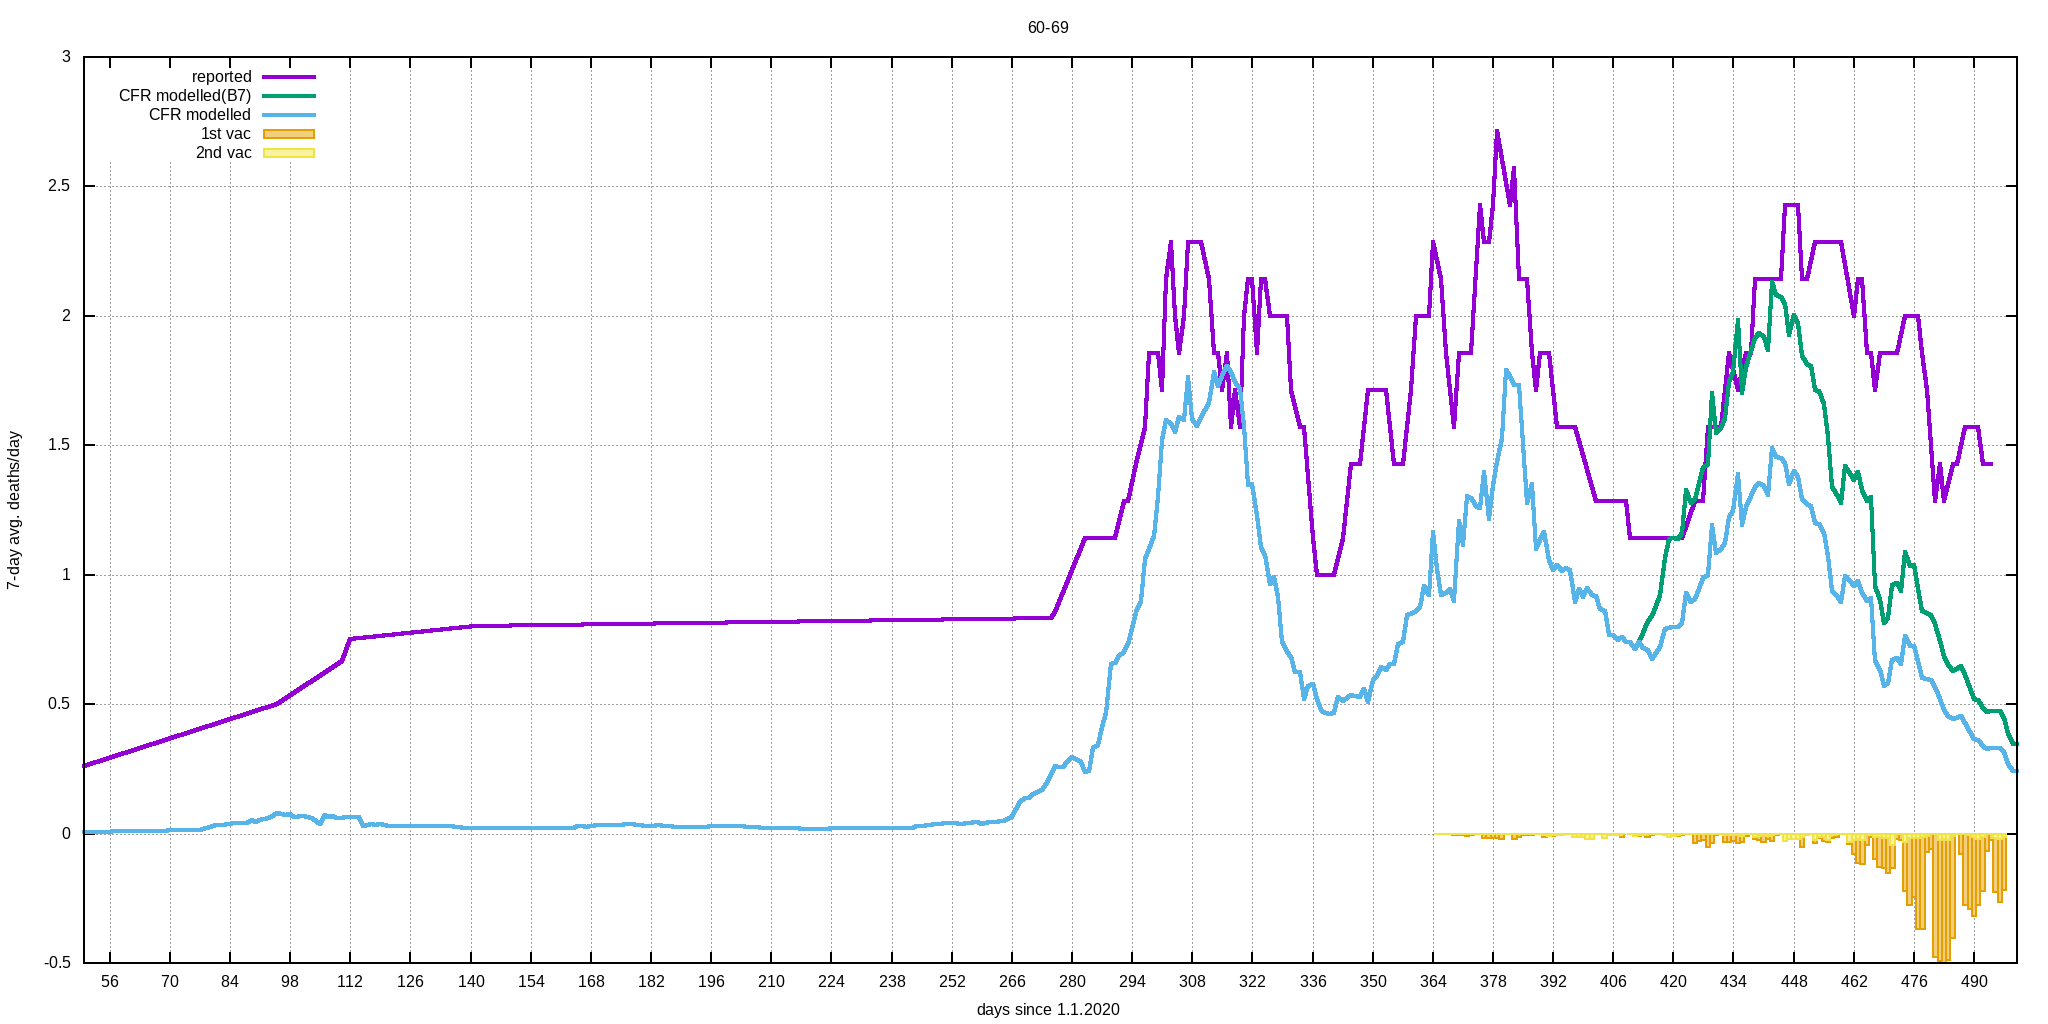 60-69
reported
CFR modelled(B7)
CFR modelled
1st vac
2nd vac
3
2.5
2
1.5
1
0.5
0
-0.5
7-day avg. deaths/day
56 70 84 98 112 126 140 154 168 182 196 210 224 238 252 266 280 294 308 322 336 350 364 378 392 406 420 434 448 462 476 490
days since 1.1.2020